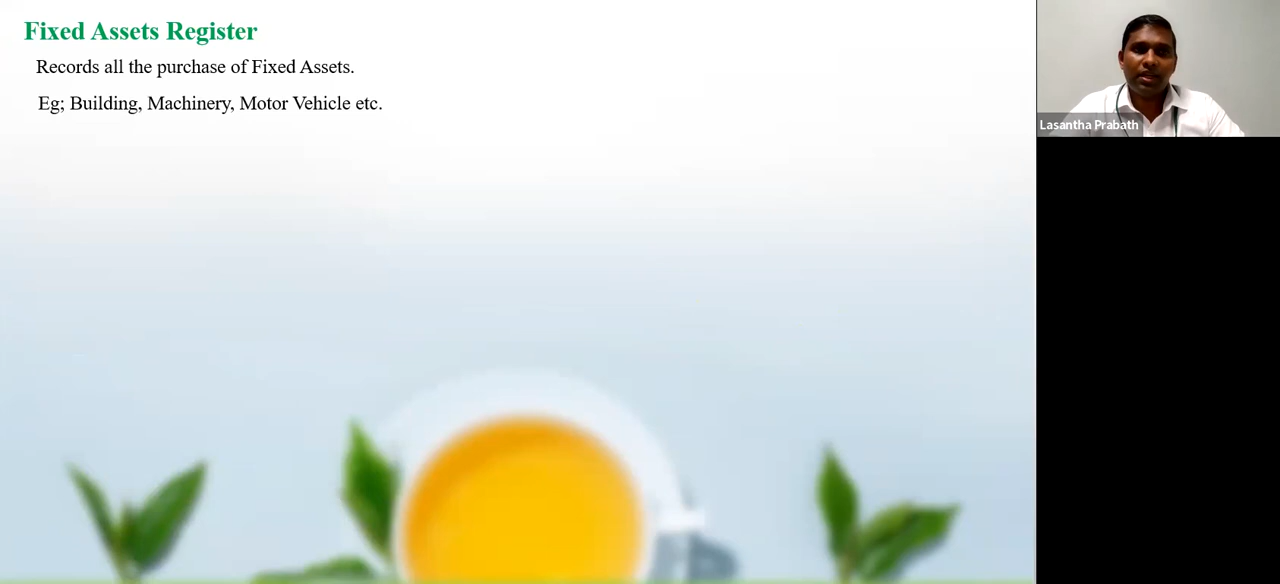 Fixed Assets Register
Records all the purchase of Fixed Assets.
Eg; Building, Machinery, Motor Vehicle etc.
Lasantha Prabath